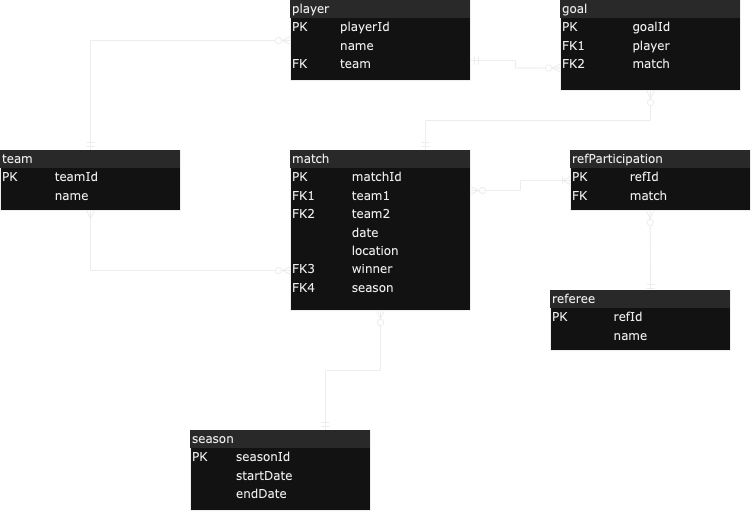 player
PK playerId
name
FK team
goal
PK goalId
FK1 player
FK2 match
team
PK teamId
name
match
PK matchId
FK1 team1
FK2 team2
date
location
FK3 winner
FK4 season
refParticipation
PK refId
FK match
referee
PK refId
name
season
PK seasonId
startDate
endDate